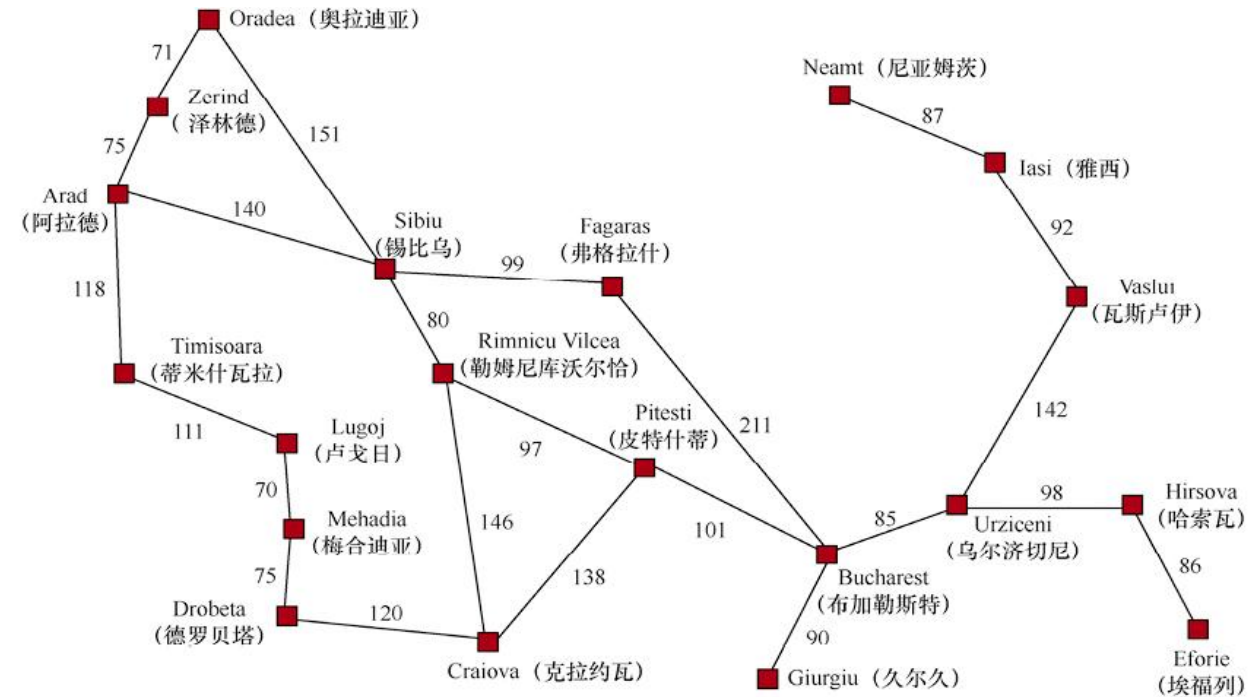 Oradea（奥拉迪亚）
71
Neamt（尼亚姆茨）
Zerind
（ 泽林德）
87
151
75
Iasi（雅西）
Arad
（阿拉德）
140
Sibiu
（锡比乌）
Fagaras
（弗格拉什）
92
99
118
Vaslui
（瓦斯卢伊）
80
Timisoara
（蒂米什瓦拉）
Rimnicu Vilcea
（勒姆尼库沃尔恰）
142
111
Lugoj
（卢戈日）
97
Pitesti
（皮特什蒂）
211
70
Mehadia
（梅合迪亚）
146
101
85
98
Hirsova
（哈索瓦）
Urziceni
（乌尔济切尼）
75
138
Bucharest
（布加勒斯特）
86
Drobeta
（德罗贝塔）
120
90
Craiova（克拉约瓦）
Giurgiu（久尔久）
Eforie
（埃福列）